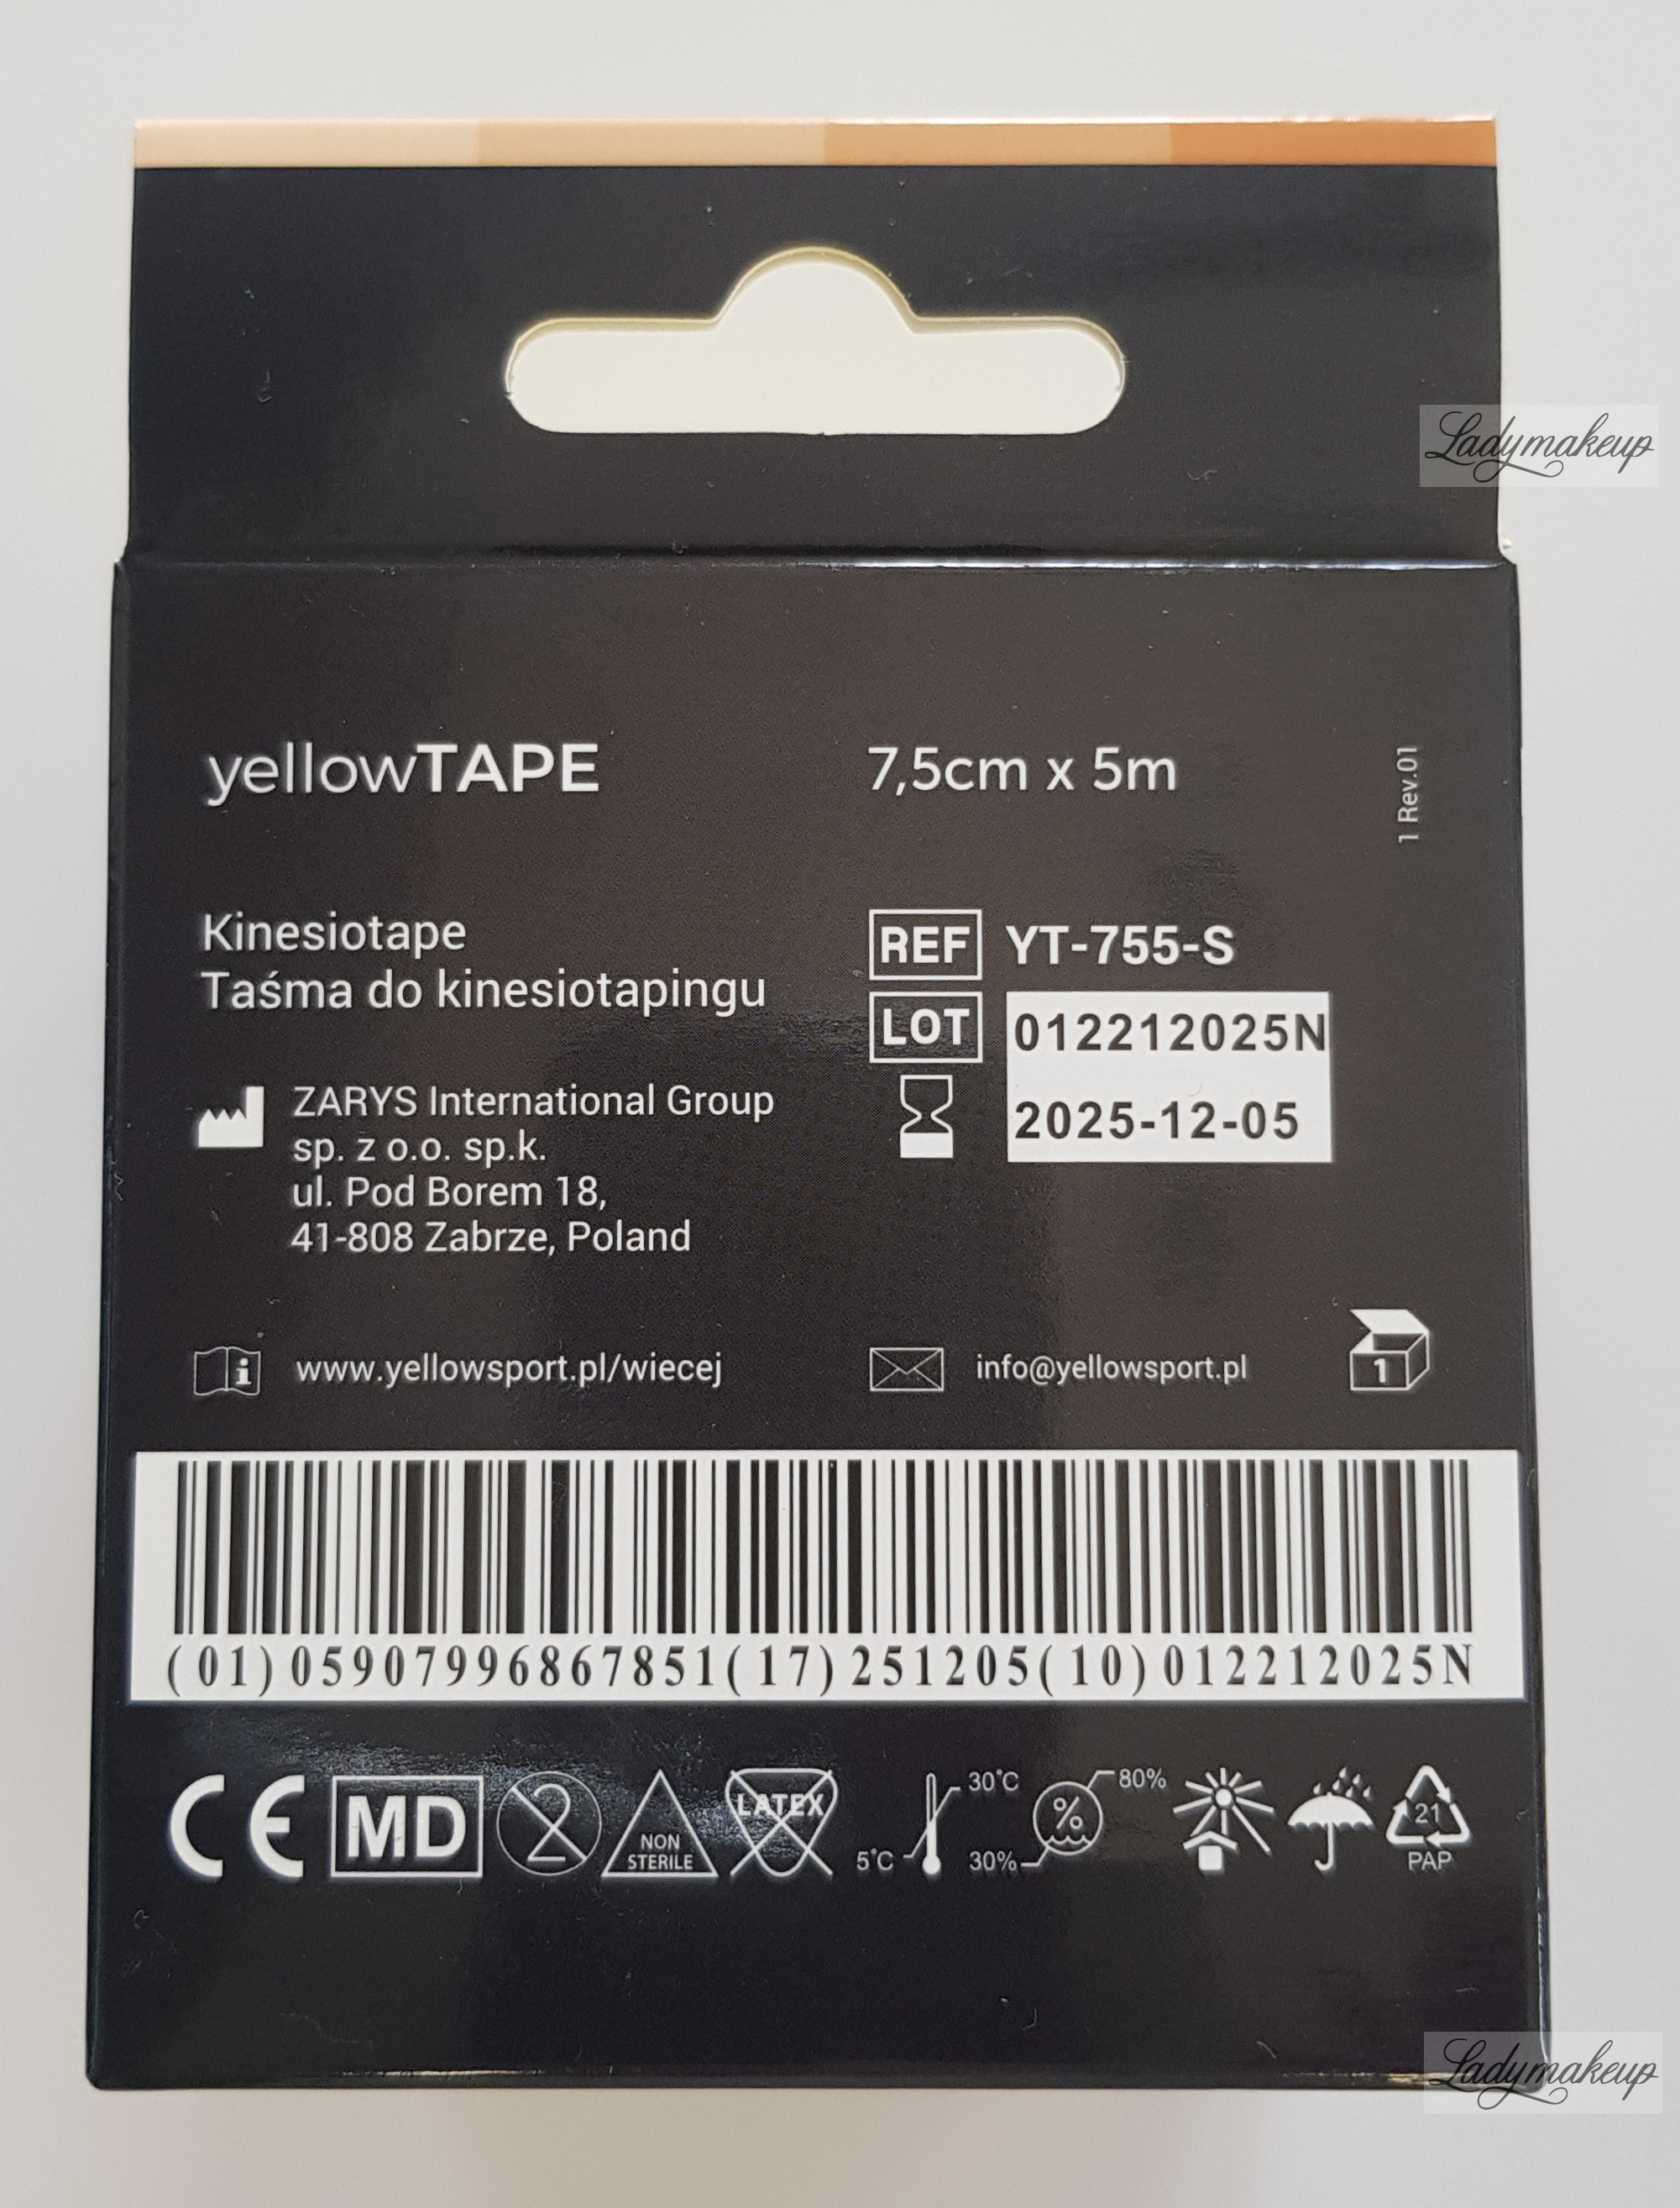 Ladymakeup
yellowTAPE
7,5cm x 5m
1 Rev.01
Kinesiotape
Taśma do kinesiotapingu
REF YT-755-S
LOT 012212025N
2025-12-05
ZARYS International Group
sp. z o.o. sp.k.
ul. Pod Borem 18,
41-808 Zabrze, Poland
i www.yellowsport.pl/wiecej
info@yellowsport.pl
1
(01)05907996867851(17)251205(10)012212025N
CE MD 2 NON STERILE LATEX 5°C 30°C 30% % 80% 21 PAP
Ladymakeup